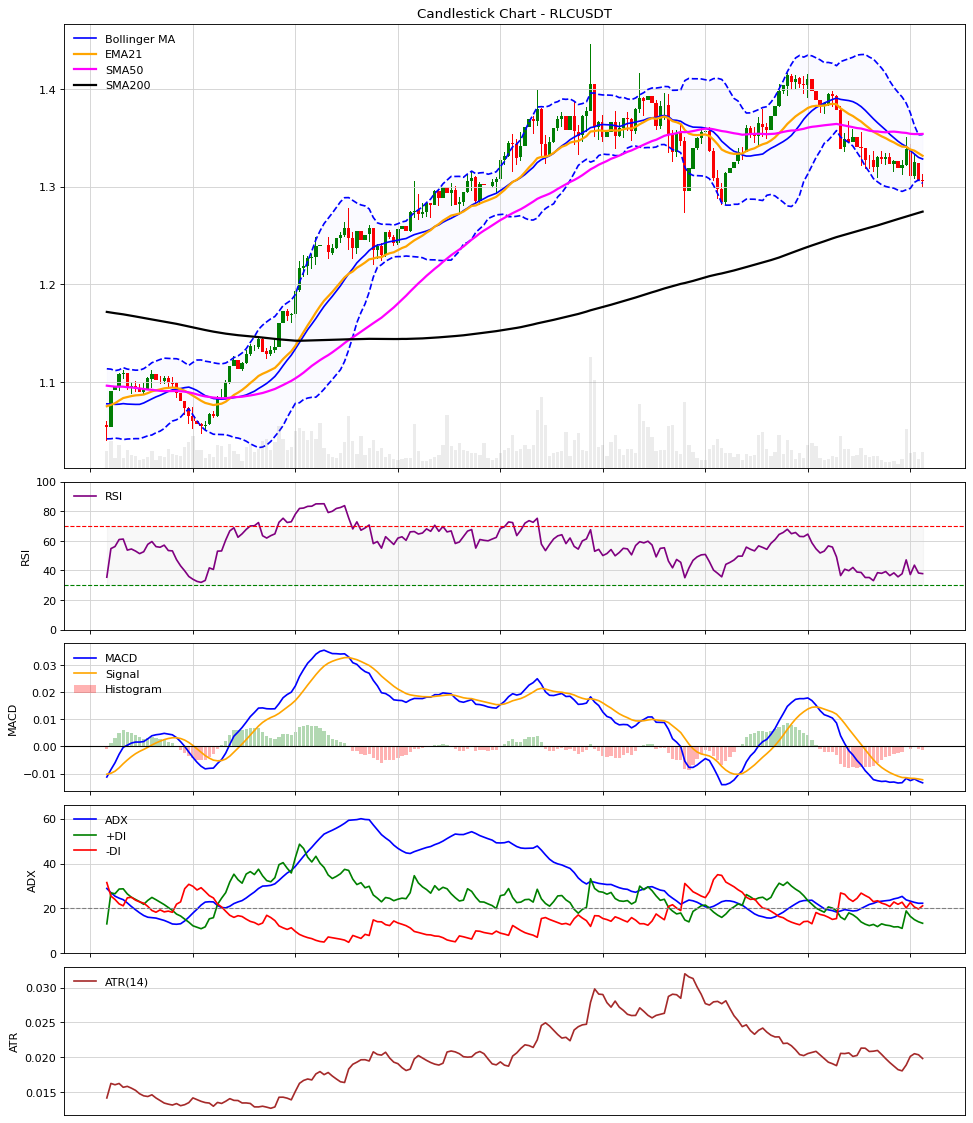 Candlestick Chart - RLCUSDT
Bollinger MA
EMA21
SMA50
SMA200
1.4
1.3
1.2
1.1
RSI
100
80
60
40
20
0
RSI
MACD
Signal
Histogram
0.03
0.02
0.01
0.00
−0.01
MACD
ADX
+DI
-DI
60
40
20
0
ADX
ATR(14)
0.030
0.025
0.020
0.015
ATR